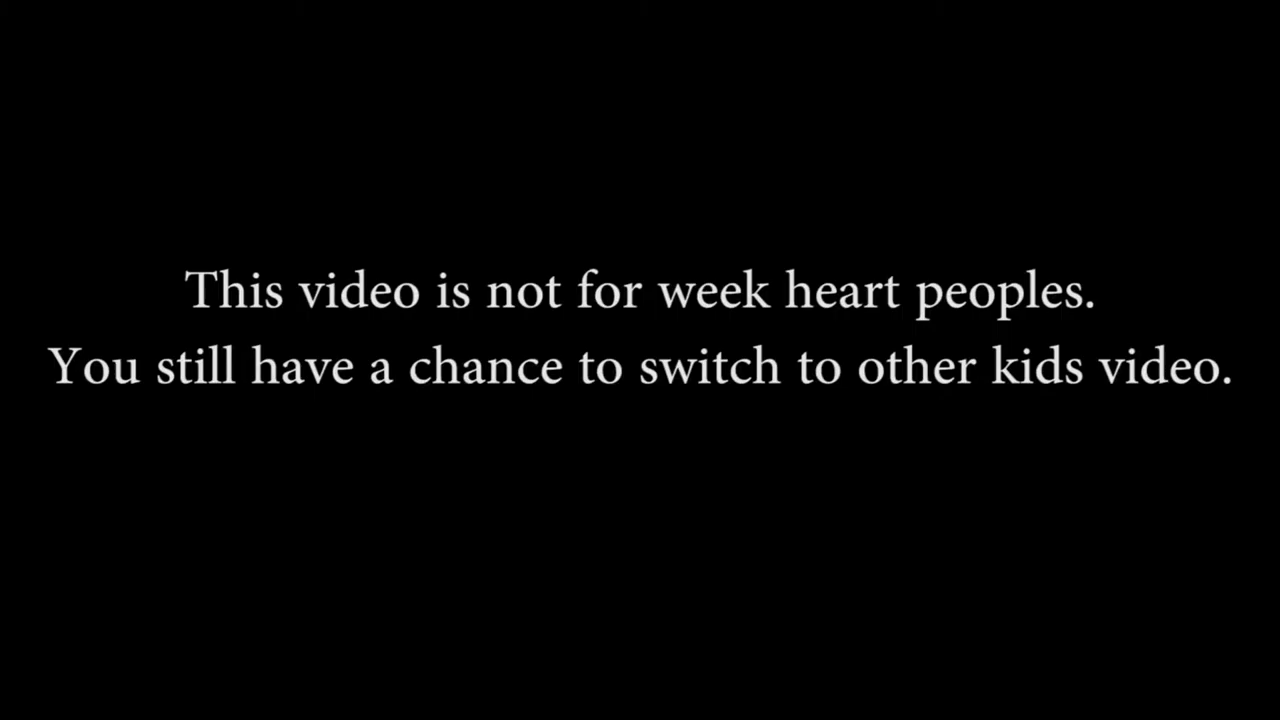 This video is not for week heart peoples.
You still have a chance to switch to other kids video.